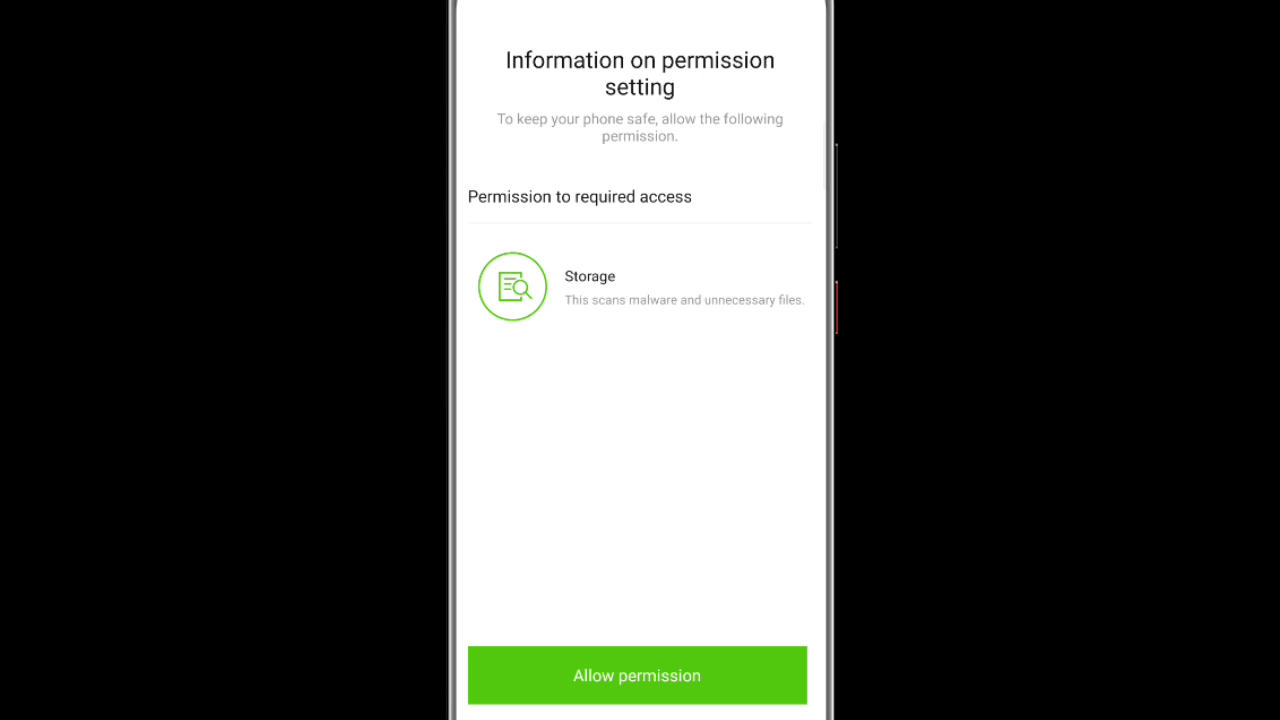 Information on permission
setting
To keep your phone safe, allow the following
permission.
Permission to required access
Storage
This scans malware and unnecessary files.
Allow permission